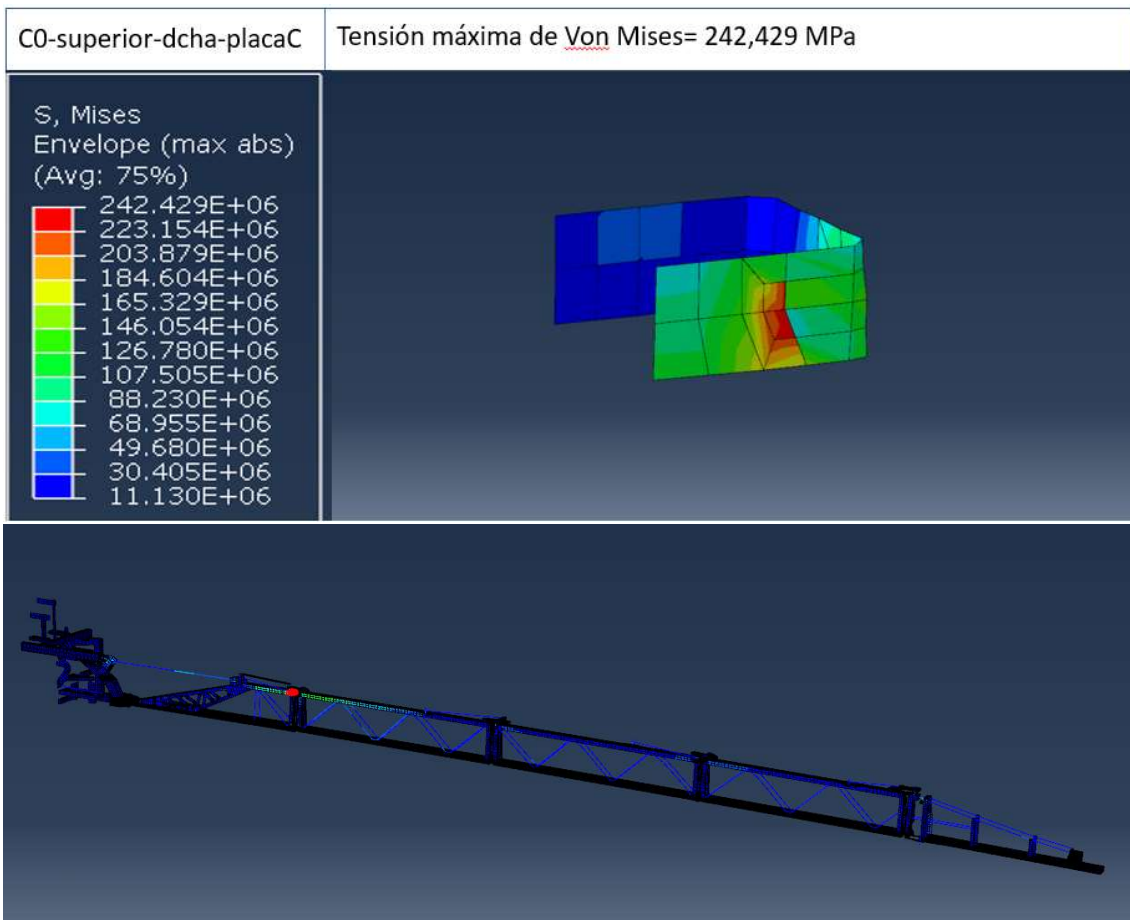 C0-superior-dcha-placaC
Tensión máxima de Von Mises= 242,429 MPa
S, Mises
Envelope (max abs)
(Avg: 75%)
242.429E+06
223.154E+06
203.879E+06
184.604E+06
165.329E+06
146.054E+06
126.780E+06
107.505E+06
88.230E+06
68.955E+06
49.680E+06
30.405E+06
11.130E+06